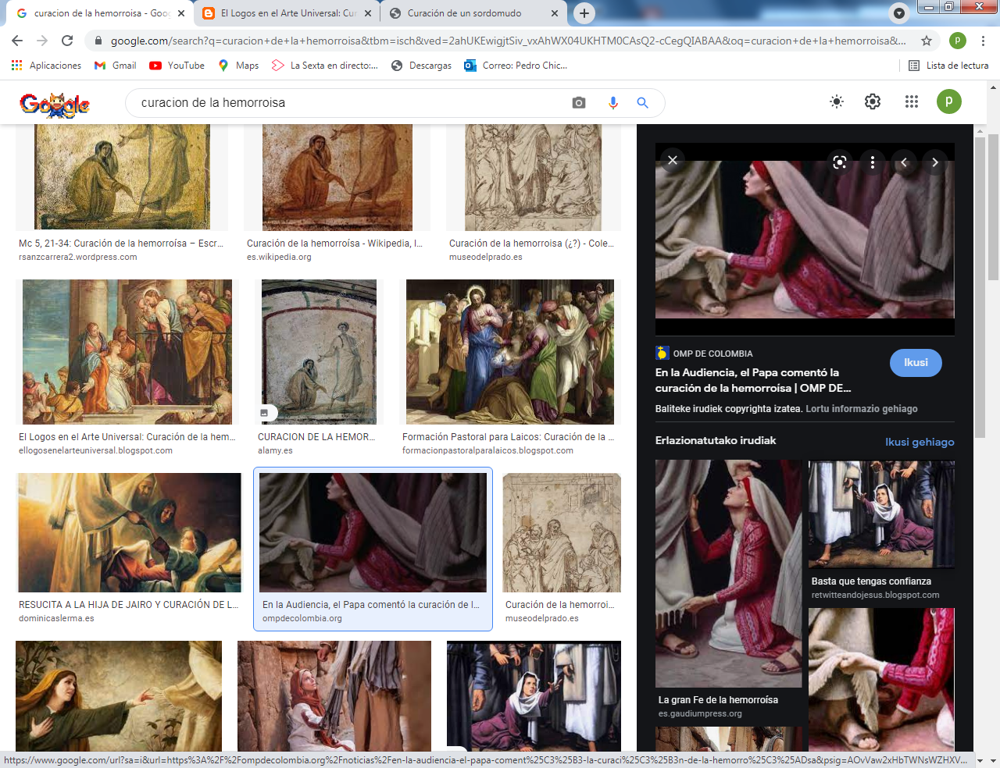 curacion de la hemorroisa - Goog
El Logos en el Arte Universal: Cur
Curación de un sordomudo
google.com/search?q=curacion+de+la+hemorroisa&tbm=isch&ved=2ahUKEwigjtSiv_vxAhWX04UKHTM0CAsQ2-cCegQIABAA&oq=curacion+de+la+hemorroisa&...
p
Aplicaciones
Gmail
YouTube
Maps
La Sexta en directo:...
Descargas
Correo: Pedro Chic...
Lista de lectura
Google
curacion de la hemorroisa
p
Mc 5, 21-34: Curación de la hemorroísa – Escr...
rsanzcarrera2.wordpress.com
Curación de la hemorroísa - Wikipedia, l...
es.wikipedia.org
Curación de la hemorroisa (¿?) - Cole...
museodelprado.es
El Logos en el Arte Universal: Curación de la hem...
ellogosenelarteuniversal.blogspot.com
CURACION DE LA HEMOR...
alamy.es
Formación Pastoral para Laicos: Curación de la ...
formacionpastoralparalaicos.blogspot.com
RESUCITA A LA HIJA DE JAIRO Y CURACIÓN DE L...
dominicaslerma.es
En la Audiencia, el Papa comentó la curación de l...
ompdecolombia.org
Curación de la hemorroi...
museodelprado.es
OMP DE COLOMBIA
En la Audiencia, el Papa comentó la
curación de la hemorroísa | OMP DE...
Ikusi
Baliteke irudiek copyrighta izatea. Lortu informazio gehiago
Erlazionatutako irudiak
Ikusi gehiago
Basta que tengas confianza
retwitteandojesus.blogspot.com
La gran Fe de la hemorroísa
es.gaudiumpress.org
https://www.google.com/url?sa=i&url=https%3A%2F%2Fompdecolombia.org%2Fnoticias%2Fen-la-audiencia-el-papa-coment%25C3%25B3-la-curaci%25C3%25B3n-de-la-hemorro%25C3%25ADsa&psig=AOvVaw2xHbTWNsWZHXV...